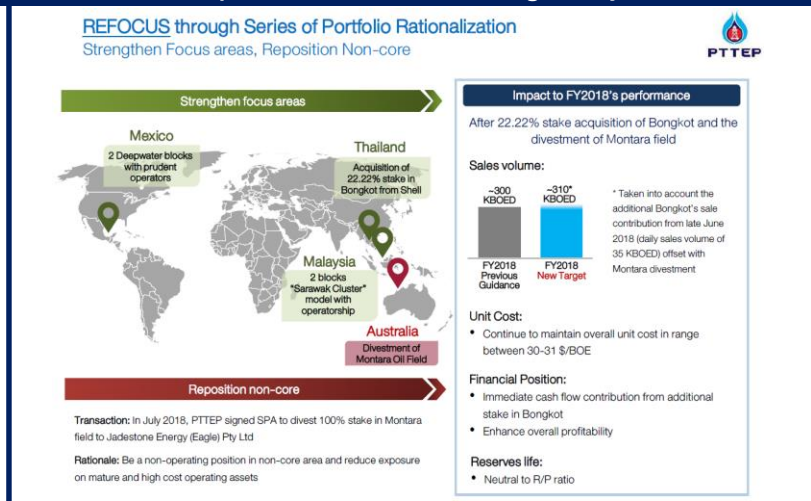 REFOCUS through Series of Portfolio Rationalization
Strengthen Focus areas, Reposition Non-core
PTTEP
Strengthen focus areas
Mexico
2 Deepwater blocks
with prudent
operators
Thailand
Acquisition of
22.22% stake in
Bongkot from Shell
Malaysia
2 blocks
"Sarawak Cluster"
model with
operatorship
Australia
Divestment of
Montara Oil Field
Reposition non-core
Transaction: In July 2018, PTTEP signed SPA to divest 100% stake in Montara
field to Jadestone Energy (Eagle) Pty Ltd
Rationale: Be a non-operating position in non-core area and reduce exposure
on mature and high cost operating assets
Impact to FY2018's performance
After 22.22% stake acquisition of Bongkot and the
divestment of Montara field
Sales volume:
~300
KBOED
~310*
KBOED
FY2018
Previous
Guidance
FY2018
New Target
* Taken into account the
additional Bongkot's sale
contribution from late June
2018 (daily sales volume of
35 KBOED) offset with
Montara divestment
Unit Cost:
• Continue to maintain overall unit cost in range
between 30-31 $/BOE
Financial Position:
• Immediate cash flow contribution from additional
stake in Bongkot
• Enhance overall profitability
Reserves life:
• Neutral to R/P ratio